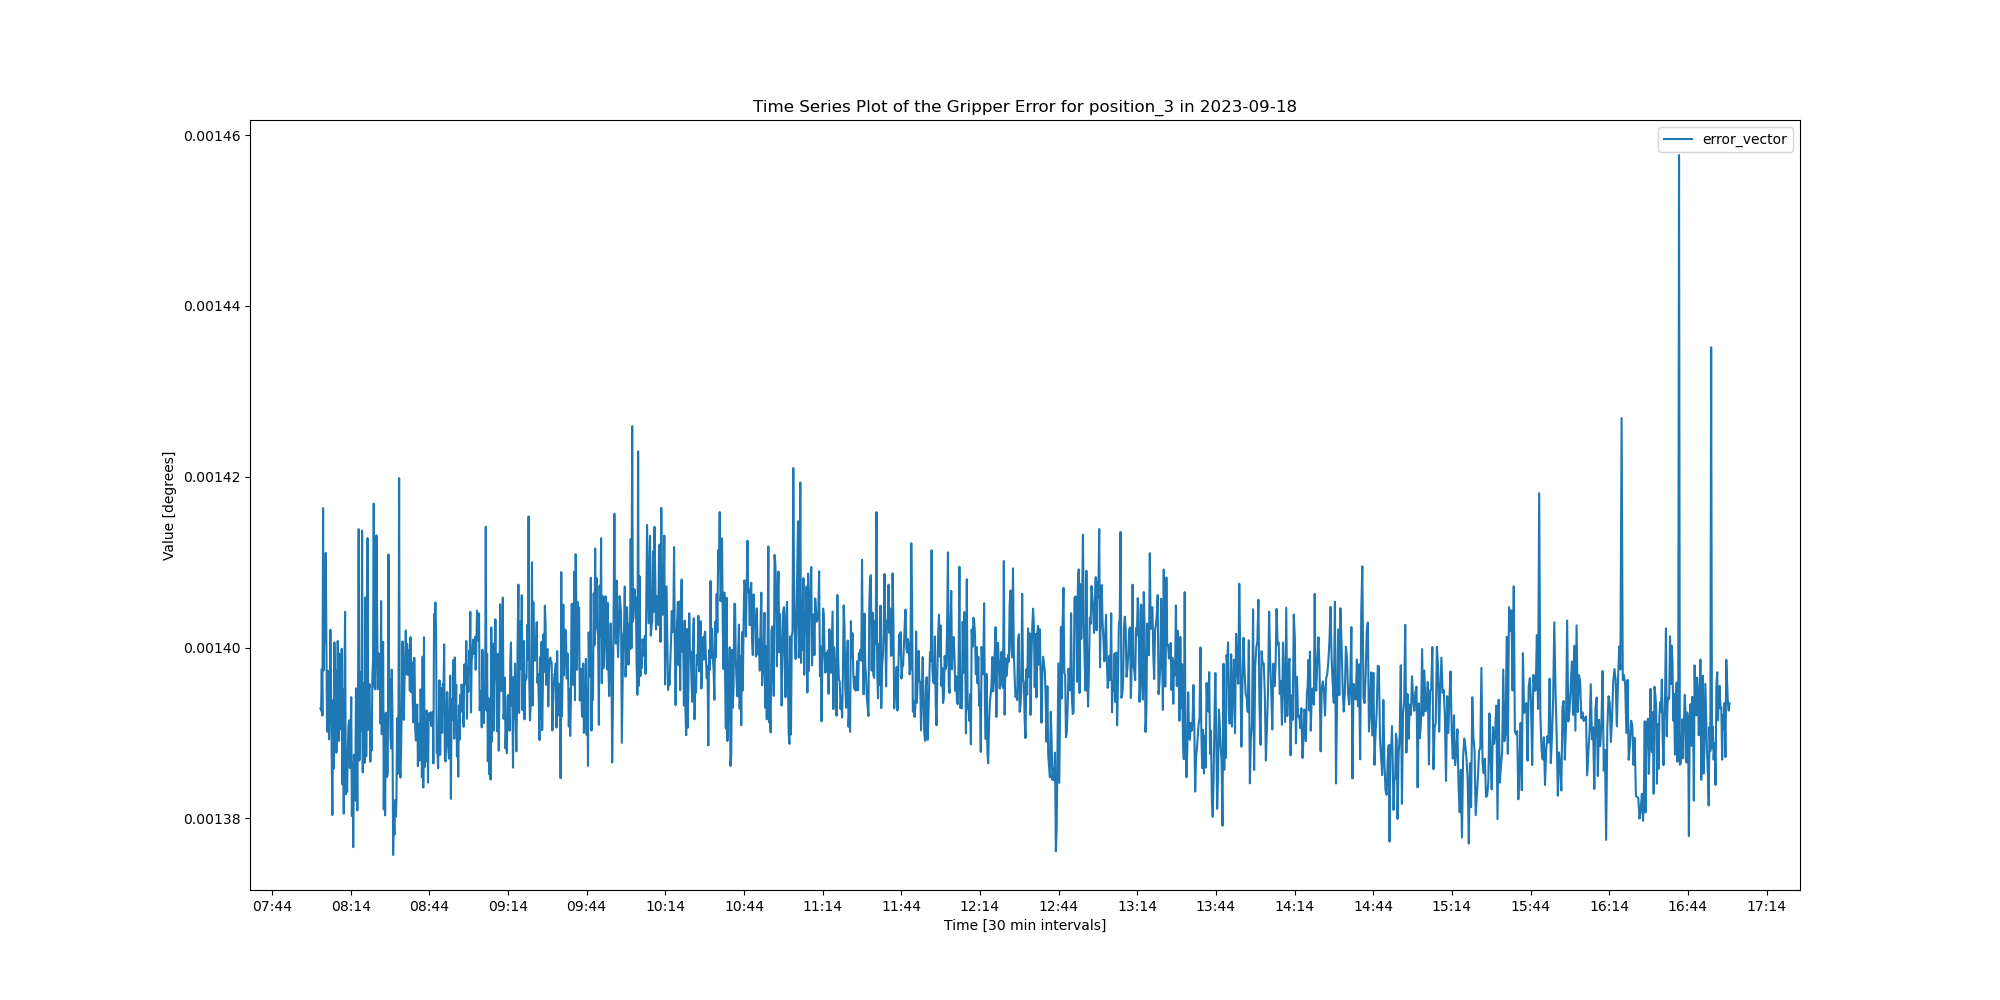 Time Series Plot of the Gripper Error for position_3 in 2023-09-18
error_vector
0.00146
0.00144
0.00142
0.00140
0.00138
Value [degrees]
07:44 08:14 08:44 09:14 09:44 10:14 10:44 11:14 11:44 12:14 12:44 13:14 13:44 14:14 14:44 15:14 15:44 16:14 16:44 17:14
Time [30 min intervals]